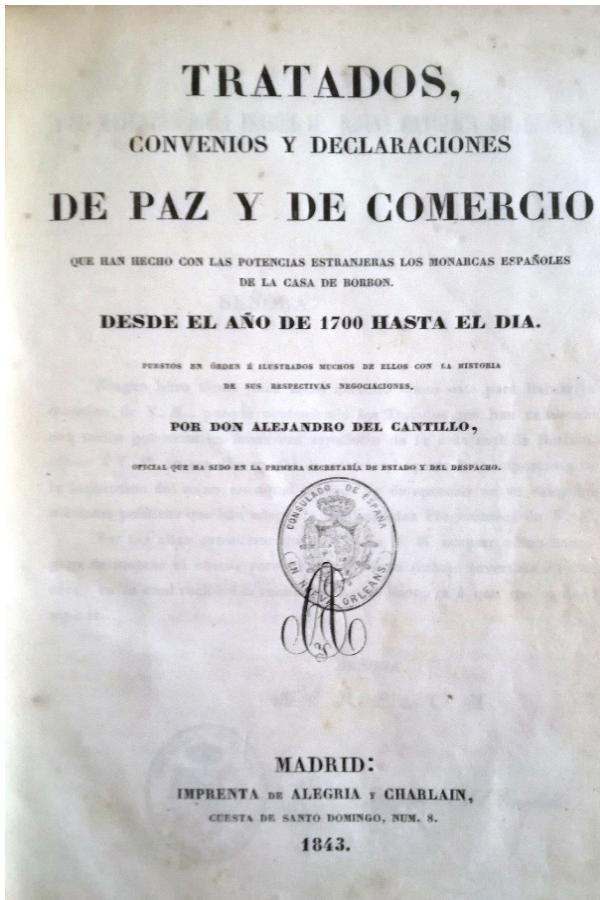 TRATADOS,
CONVENIOS Y DECLARACIONES
DE PAZ Y DE COMERCIO
QUE HAN HECHO CON LAS POTENCIAS ESTRANJERAS LOS MONARCAS ESPAÑOLES
DE LA CASA DE BORBON.
DESDE EL AÑO DE 1700 HASTA EL DIA.
PUESTOS EN ÓRDEN É ILUSTRADOS MUCHOS DE ELLOS CON LA HISTORIA
DE SUS RESPECTIVAS NEGOCIACIONES.
POR DON ALEJANDRO DEL CANTILLO,
OFICIAL QUE HA SIDO EN LA PRIMERA SECRETARÍA DE ESTADO Y DEL DESPACHO.
CONSULADO DE ESPAÑA
EN NUEVA ORLEANS.
MADRID:
IMPRENTA DE ALEGRIA Y CHARLAIN,
CUESTA DE SANTO DOMINGO, NUM. 8.
1843.